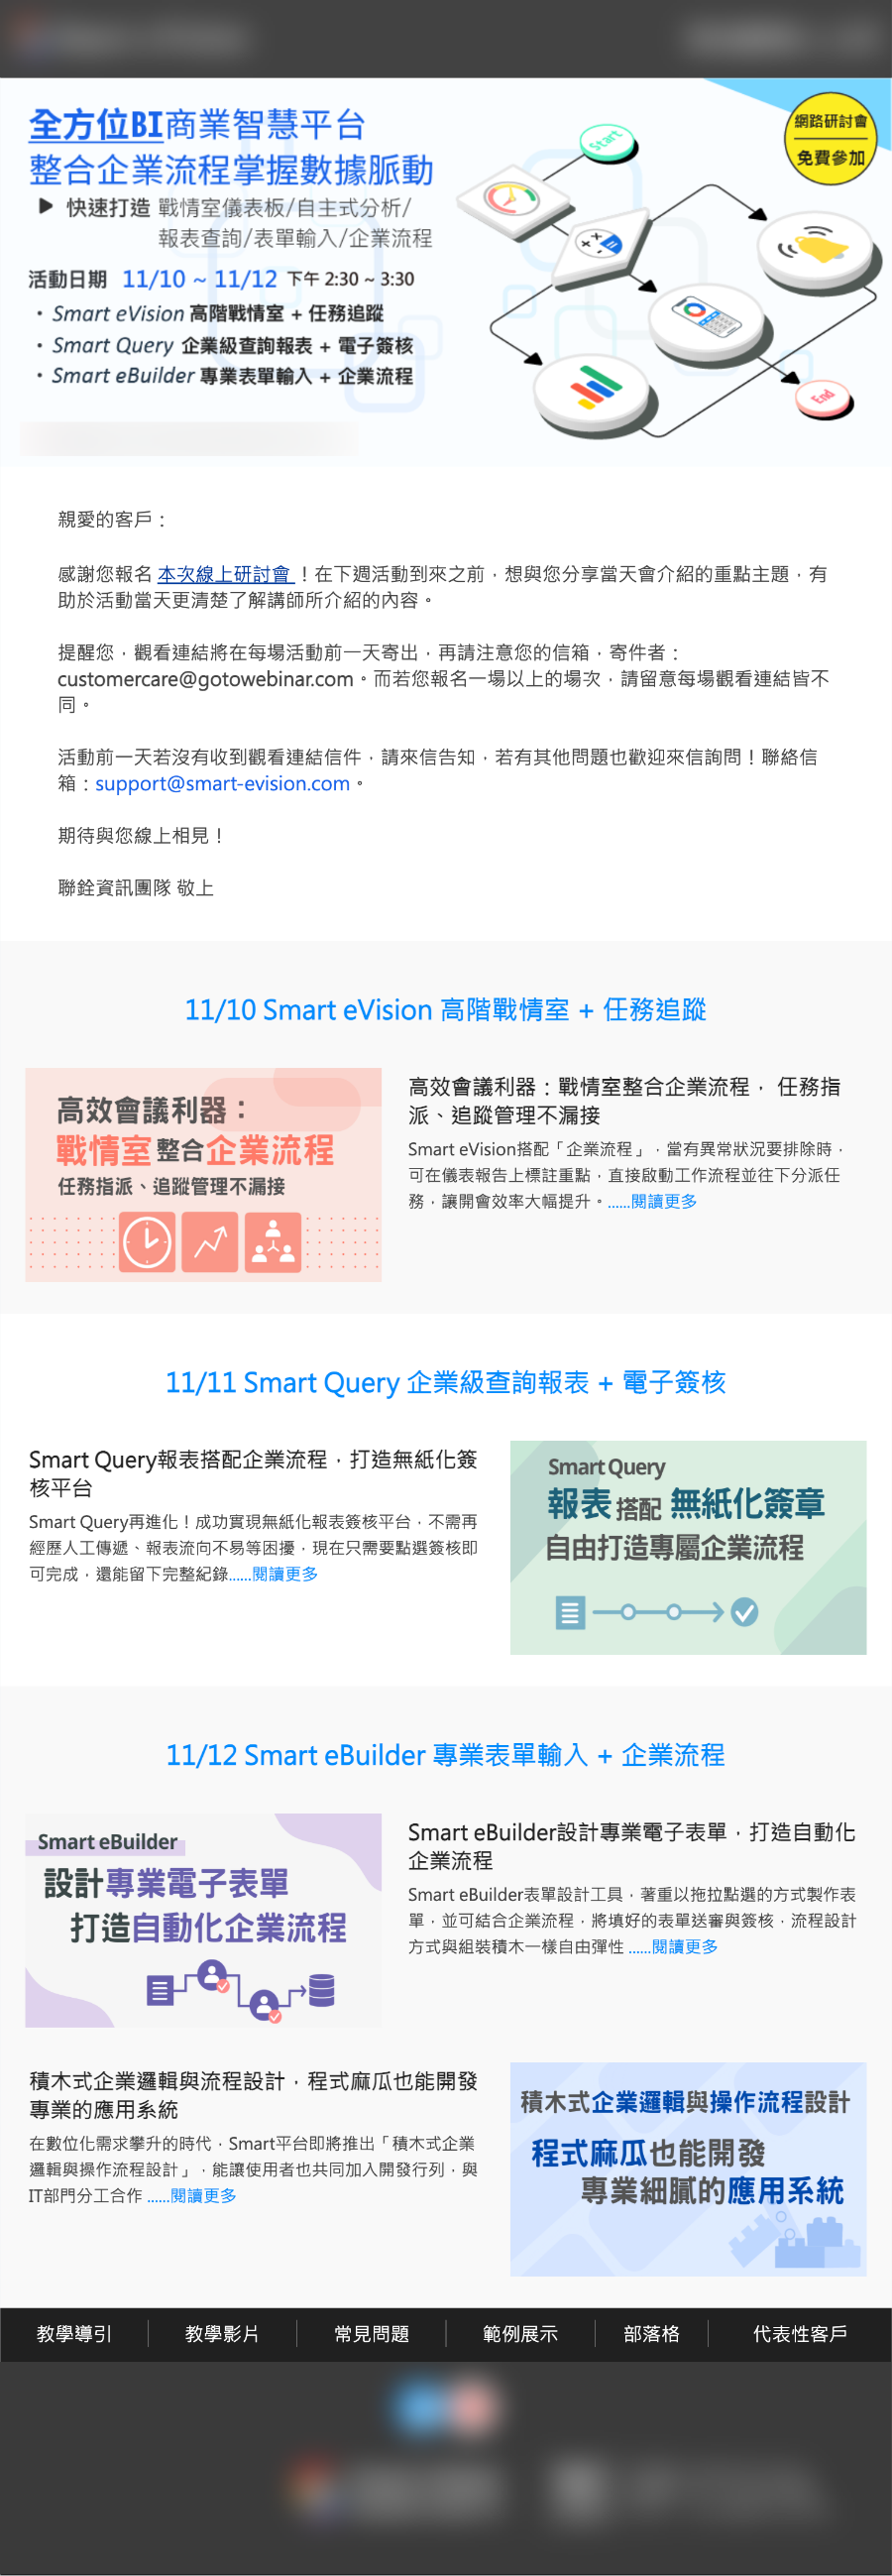 全方位BI商業智慧平台
整合企業流程掌握數據脈動
▶ 快速打造 戰情室儀表板/自主式分析/
報表查詢/表單輸入/企業流程
活動日期 11/10 ~ 11/12 下午 2:30 ~ 3:30
・Smart eVision 高階戰情室 + 任務追蹤
・Smart Query 企業級查詢報表 + 電子簽核
・Smart eBuilder 專業表單輸入 + 企業流程
網路研討會
免費參加
Start
End
親愛的客戶：
感謝您報名 本次線上研討會 ！在下週活動到來之前，想與您分享當天會介紹的重點主題，有
助於活動當天更清楚了解講師所介紹的內容。
提醒您，觀看連結將在每場活動前一天寄出，再請注意您的信箱，寄件者：
customercare@gotowebinar.com。而若您報名一場以上的場次，請留意每場觀看連結皆不
同。
活動前一天若沒有收到觀看連結信件，請來信告知，若有其他問題也歡迎來信詢問！聯絡信
箱：support@smart-evision.com。
期待與您線上相見！
聯銓資訊團隊 敬上
11/10 Smart eVision 高階戰情室 + 任務追蹤
高效會議利器：
戰情室 整合 企業流程
任務指派、追蹤管理不漏接
高效會議利器：戰情室整合企業流程， 任務指
派、追蹤管理不漏接
Smart eVision搭配「企業流程」，當有異常狀況要排除時，
可在儀表報告上標註重點，直接啟動工作流程並往下分派任
務，讓開會效率大幅提升。......閱讀更多
11/11 Smart Query 企業級查詢報表 + 電子簽核
Smart Query報表搭配企業流程，打造無紙化簽
核平台
Smart Query再進化！成功實現無紙化報表簽核平台，不需再
經歷人工傳遞、報表流向不易等困擾，現在只需要點選簽核即
可完成，還能留下完整紀錄......閱讀更多
Smart Query
報表 搭配 無紙化簽章
自由打造專屬企業流程
11/12 Smart eBuilder 專業表單輸入 + 企業流程
Smart eBuilder
設計專業電子表單
打造自動化企業流程
Smart eBuilder設計專業電子表單，打造自動化
企業流程
Smart eBuilder表單設計工具，著重以拖拉點選的方式製作表
單，並可結合企業流程，將填好的表單送審與簽核，流程設計
方式與組裝積木一樣自由彈性 ......閱讀更多
積木式企業邏輯與流程設計，程式麻瓜也能開發
專業的應用系統
在數位化需求攀升的時代，Smart平台即將推出「積木式企業
邏輯與操作流程設計」，能讓使用者也共同加入開發行列，與
IT部門分工合作 ......閱讀更多
積木式企業邏輯與操作流程設計
程式麻瓜也能開發
專業細膩的應用系統
教學導引
教學影片
常見問題
範例展示
部落格
代表性客戶